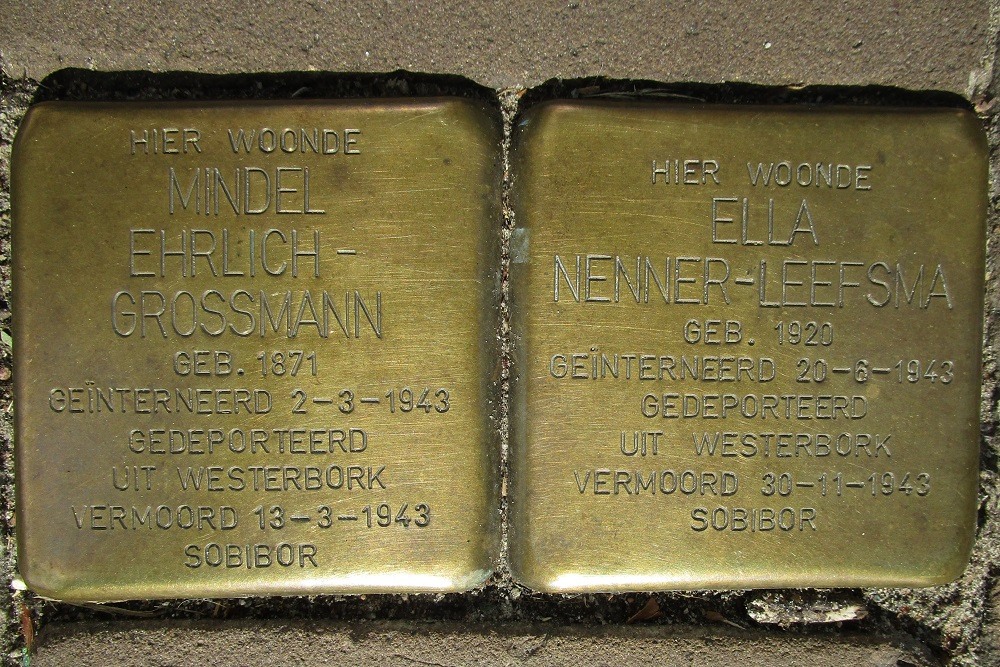 HIER WOONDE
MINDEL
EHRLICH-
GROSSMANN
GEB. 1871
GEÏNTERNEERD 2-3-1943
GEDEPORTEERD
UIT WESTERBORK
VERMOORD 13-3-1943
SOBIBOR
HIER WOONDE
ELLA
NENNER-LEEFSMA
GEB. 1920
GEÏNTERNEERD 20-6-1943
GEDEPORTEERD
UIT WESTERBORK
VERMOORD 30-11-1943
SOBIBOR